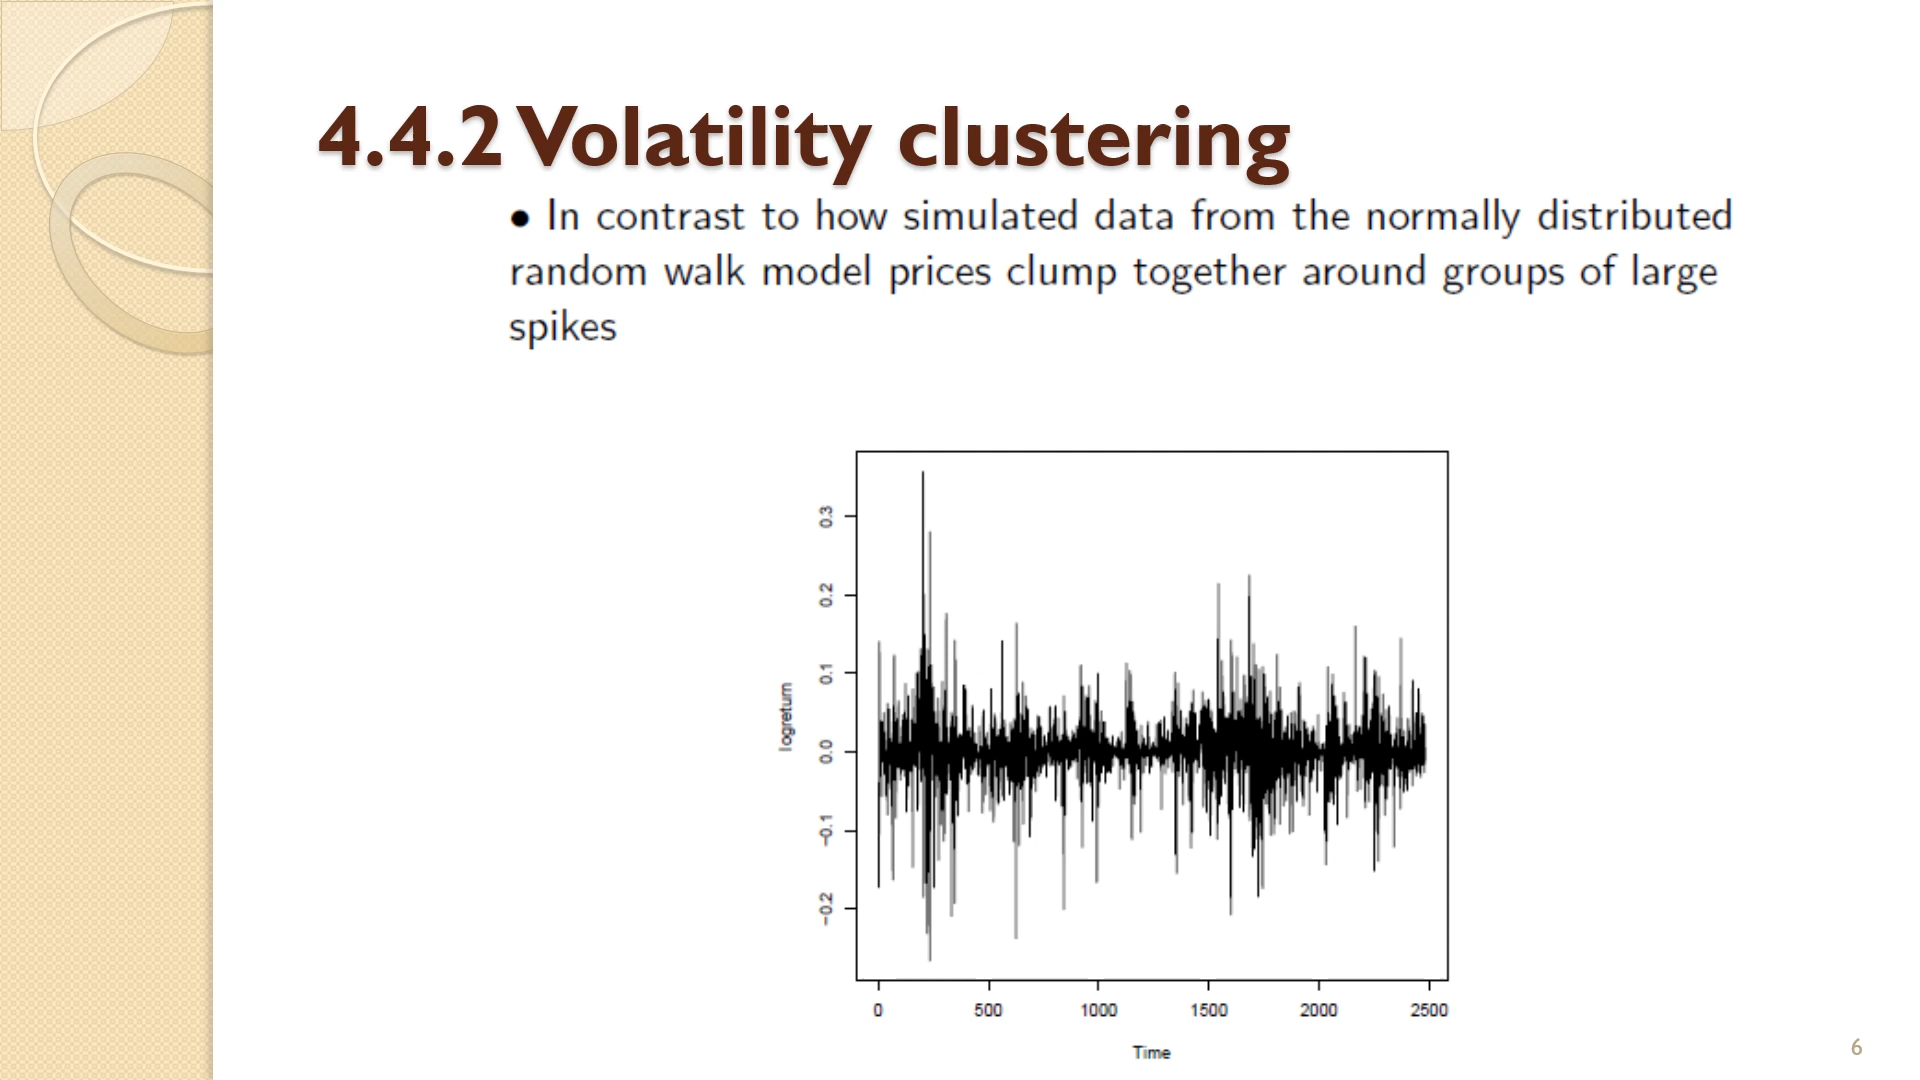 4.4.2 Volatility clustering
• In contrast to how simulated data from the normally distributed
random walk model prices clump together around groups of large
spikes
0.3
0.2
0.1
0.0
-0.1
-0.2
logreturn
0 500 1000 1500 2000 2500
Time
6